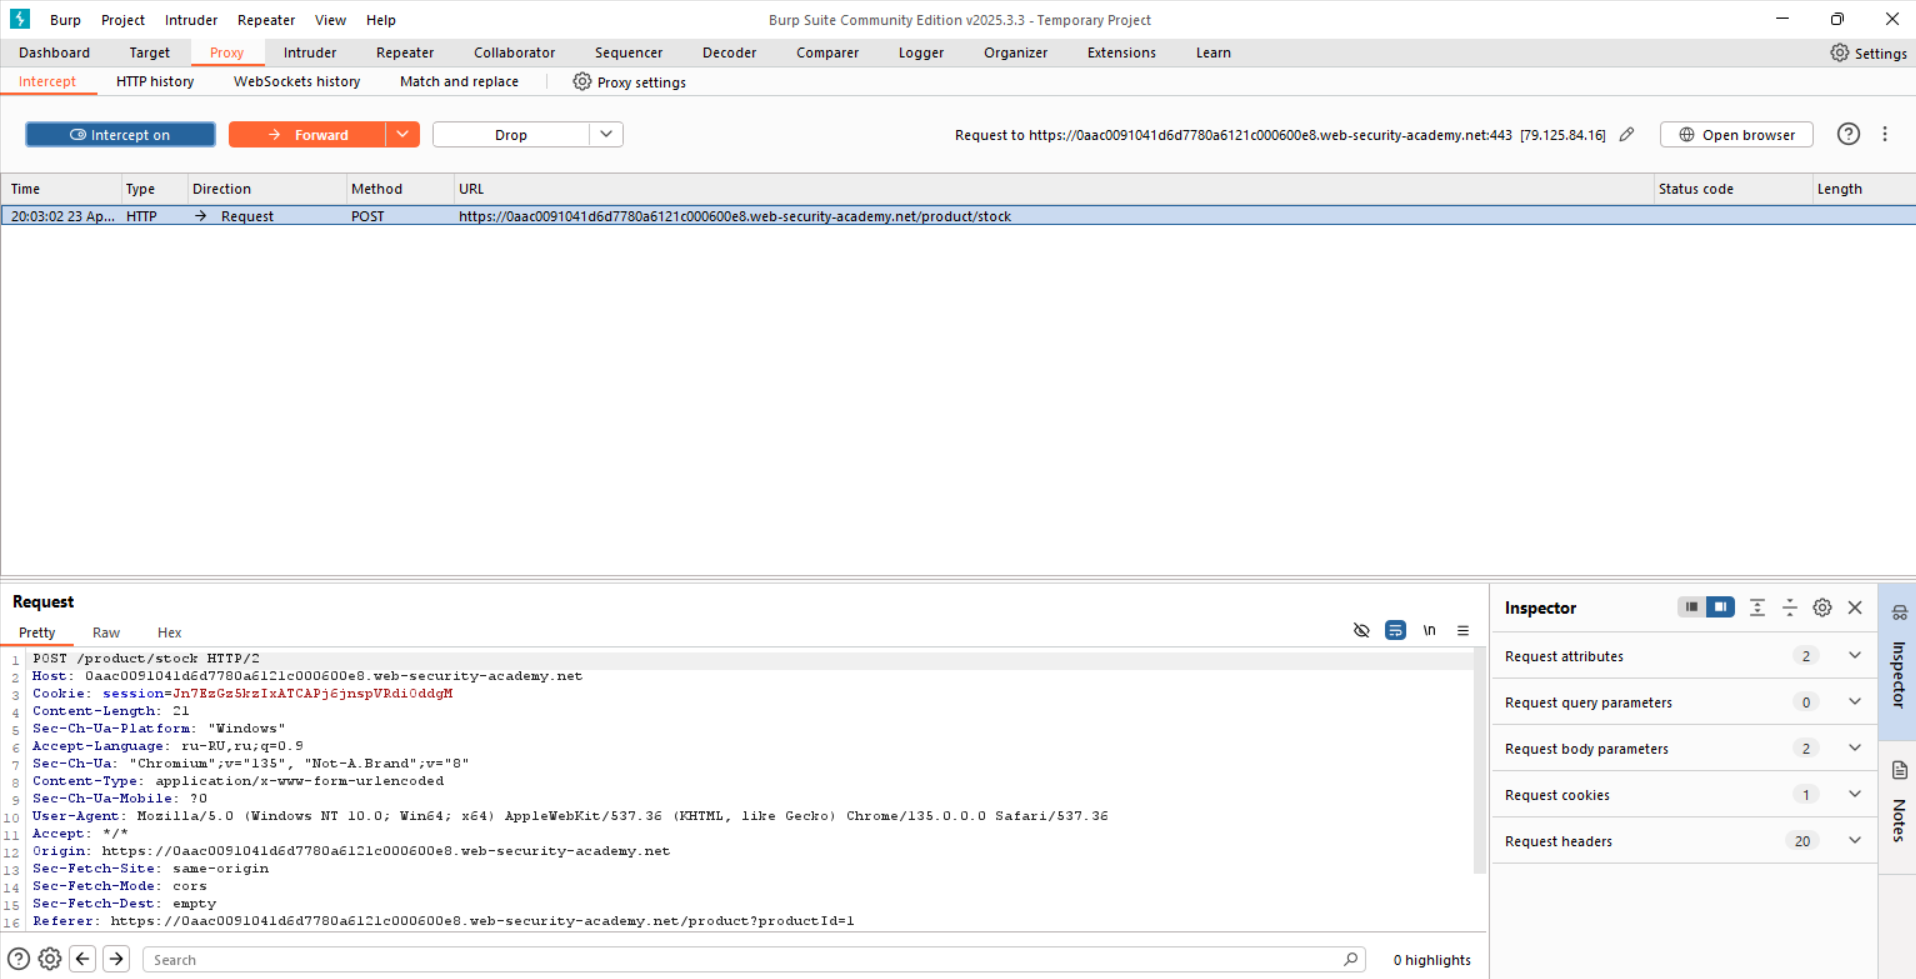 Burp Project Intruder Repeater View Help Burp Suite Community Edition v2025.3.3 - Temporary Project
Dashboard Target Proxy Intruder Repeater Collaborator Sequencer Decoder Comparer Logger Organizer Extensions Learn Settings
Intercept HTTP history WebSockets history Match and replace Proxy settings
Intercept on Forward Drop Request to https://0aac0091041d6d7780a6121c000600e8.web-security-academy.net:443 [79.125.84.16] Open browser
Time Type Direction Method URL Status code Length
20:03:02 23 Ap... HTTP → Request POST https://0aac0091041d6d7780a6121c000600e8.web-security-academy.net/product/stock
Request
Pretty Raw Hex \n
1 POST /product/stock HTTP/2
2 Host: 0aac0091041d6d7780a6121c000600e8.web-security-academy.net
3 Cookie: session=Jn7EzGz5kzIxATCAPj6jnspVRdi0ddgM
4 Content-Length: 21
5 Sec-Ch-Ua-Platform: "Windows"
6 Accept-Language: ru-RU,ru;q=0.9
7 Sec-Ch-Ua: "Chromium";v="135", "Not-A.Brand";v="8"
8 Content-Type: application/x-www-form-urlencoded
9 Sec-Ch-Ua-Mobile: ?0
10 User-Agent: Mozilla/5.0 (Windows NT 10.0; Win64; x64) AppleWebKit/537.36 (KHTML, like Gecko) Chrome/135.0.0.0 Safari/537.36
11 Accept: */*
12 Origin: https://0aac0091041d6d7780a6121c000600e8.web-security-academy.net
13 Sec-Fetch-Site: same-origin
14 Sec-Fetch-Mode: cors
15 Sec-Fetch-Dest: empty
16 Referer: https://0aac0091041d6d7780a6121c000600e8.web-security-academy.net/product?productId=1
Search 0 highlights
Inspector
Request attributes 2
Request query parameters 0
Request body parameters 2
Request cookies 1
Request headers 20
Inspector
Notes